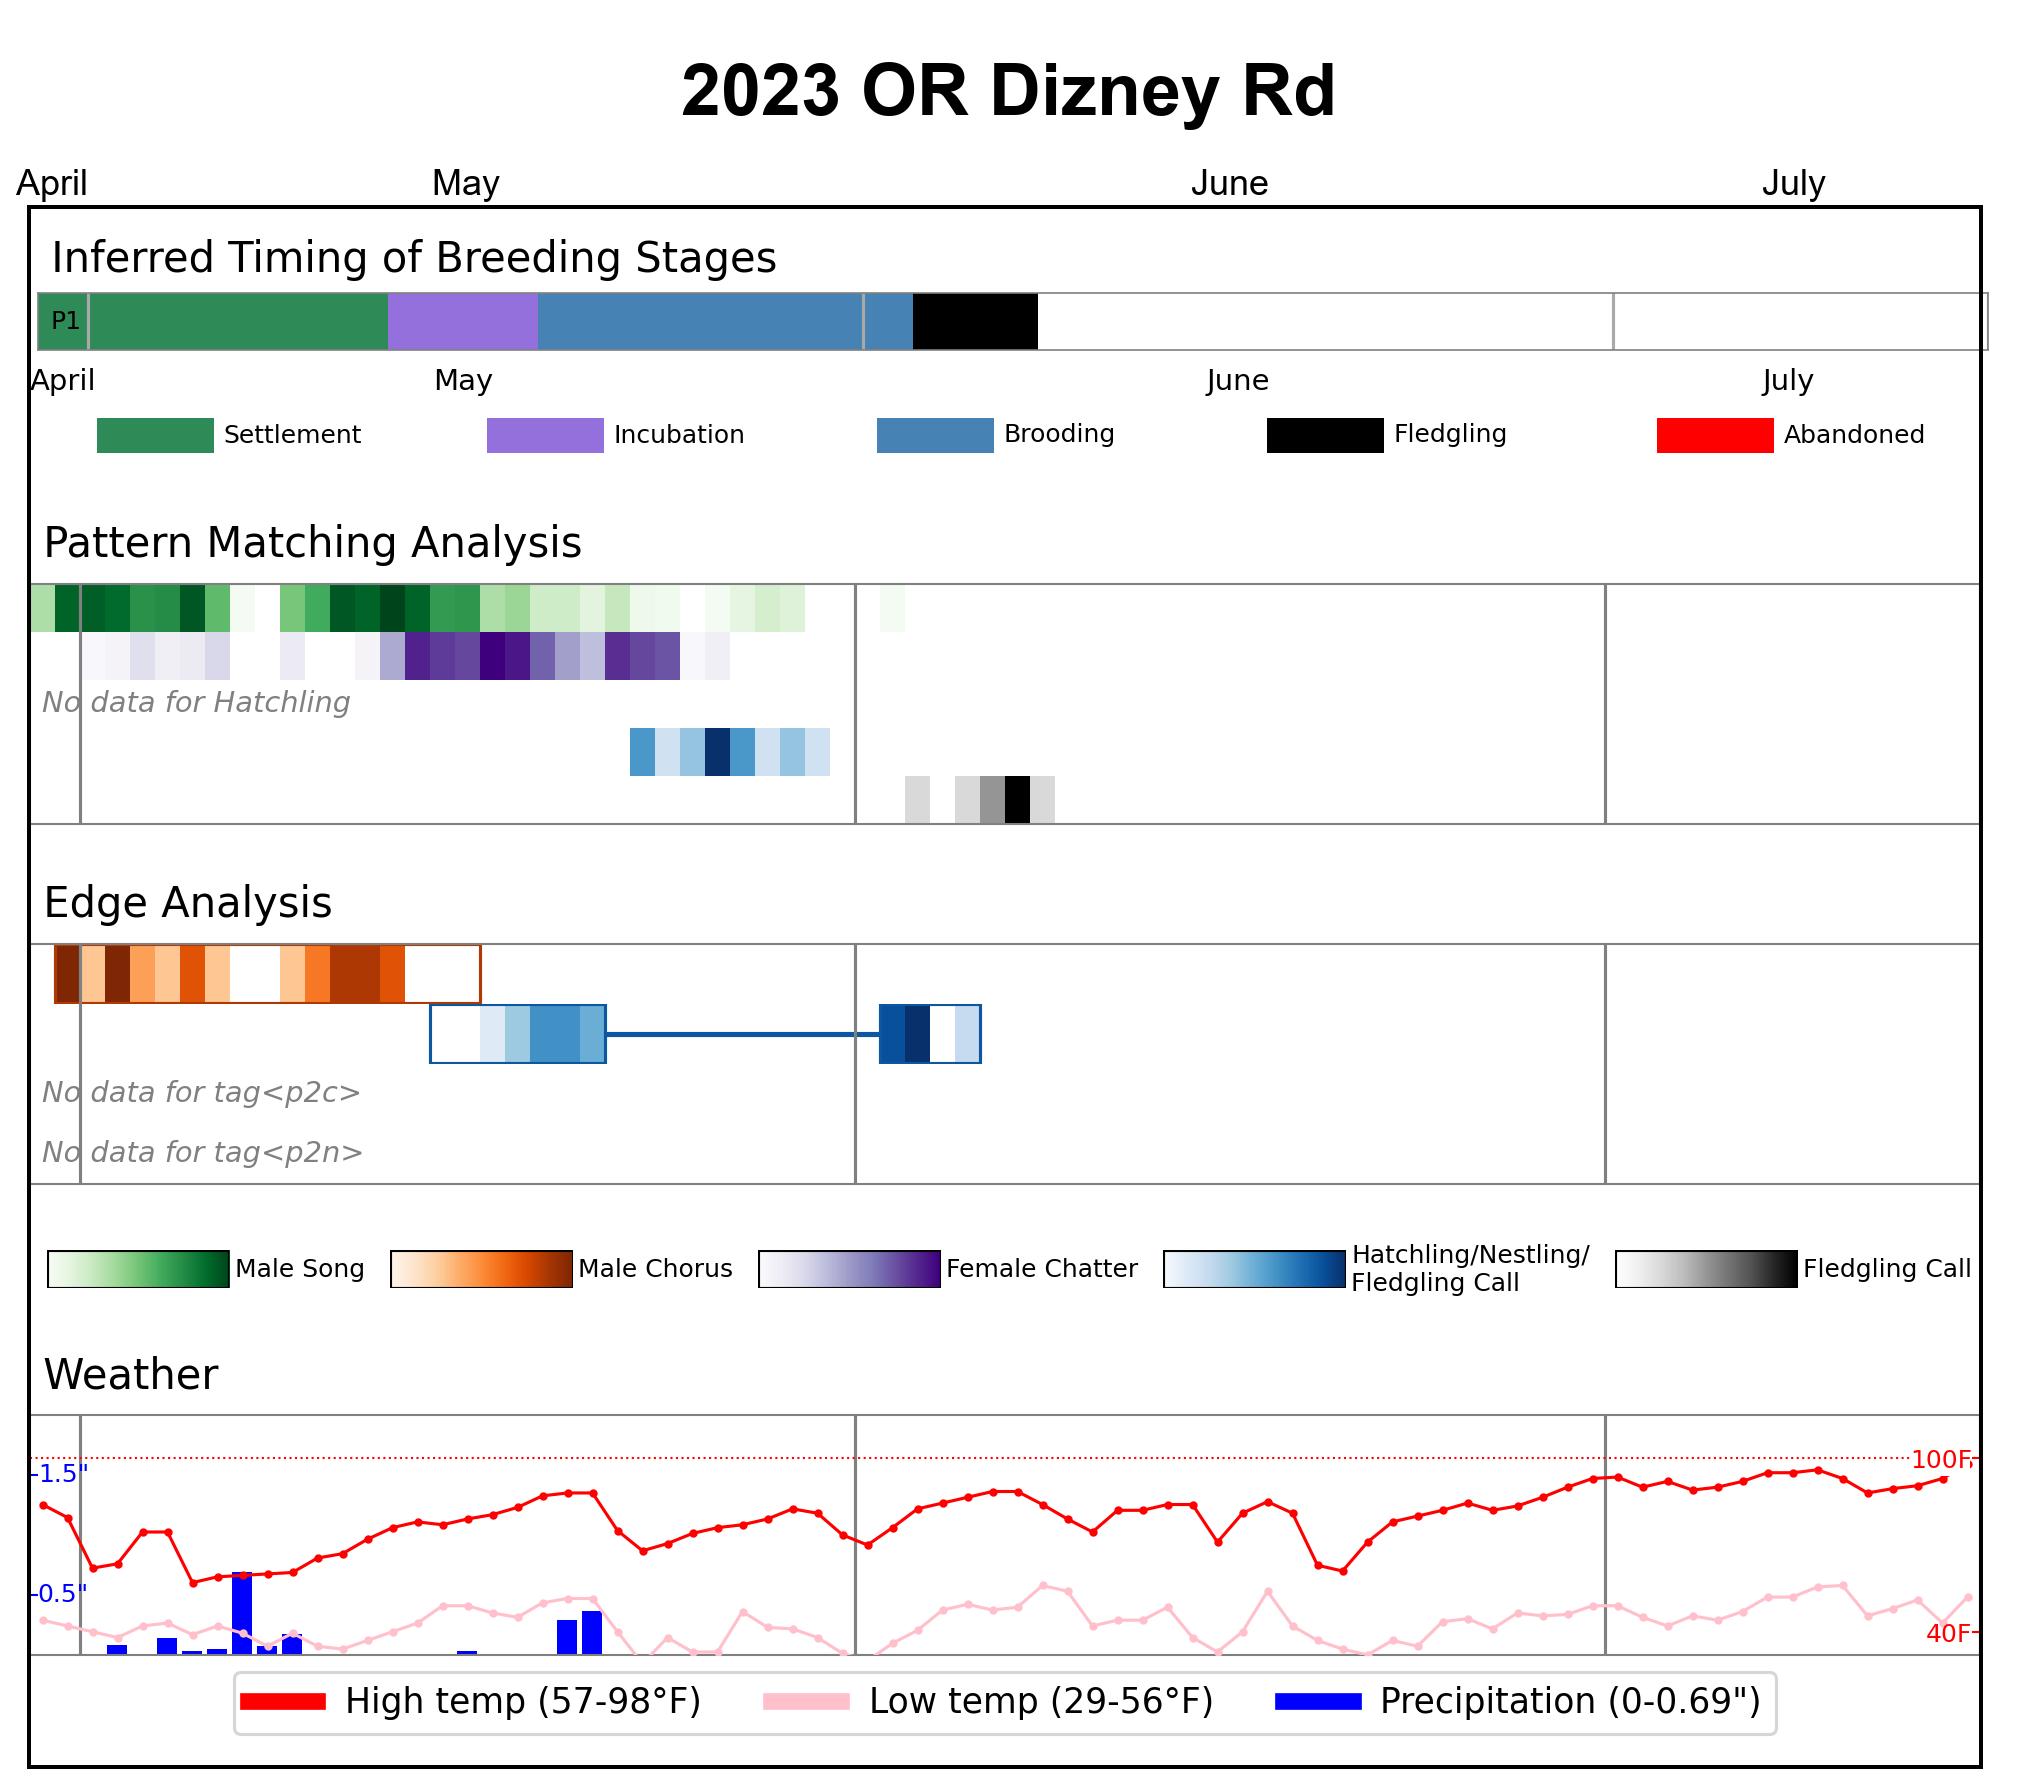 2023 OR Dizney Rd
April May June July
Inferred Timing of Breeding Stages
P1
April May June July
Settlement Incubation Brooding Fledgling Abandoned
Pattern Matching Analysis
No data for Hatchling
Edge Analysis
No data for tag<p2c>
No data for tag<p2n>
Male Song Male Chorus Female Chatter Hatchling/Nestling/
Fledgling Call Fledgling Call
Weather
100F
1.5"
0.5"
40F
High temp (57-98°F) Low temp (29-56°F) Precipitation (0-0.69")